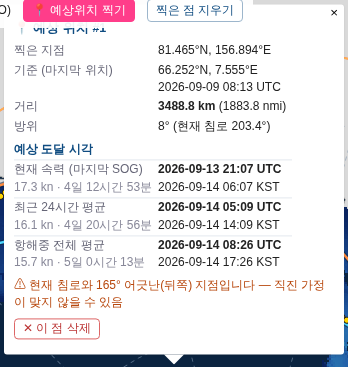 O)
📍 예상위치 찍기
찍은 점 지우기
×
예상 위치 #1
찍은 지점 81.465°N, 156.894°E
기준 (마지막 위치) 66.252°N, 7.555°E
2026-09-09 08:13 UTC
거리 3488.8 km (1883.8 nmi)
방위 8° (현재 침로 203.4°)
예상 도달 시각
현재 속력 (마지막 SOG) 2026-09-13 21:07 UTC
17.3 kn · 4일 12시간 53분 2026-09-14 06:07 KST
최근 24시간 평균 2026-09-14 05:09 UTC
16.1 kn · 4일 20시간 56분 2026-09-14 14:09 KST
항해중 전체 평균 2026-09-14 08:26 UTC
15.7 kn · 5일 0시간 13분 2026-09-14 17:26 KST
⚠ 현재 침로와 165° 어긋난(뒤쪽) 지점입니다 — 직진 가정
이 맞지 않을 수 있음
✕ 이 점 삭제